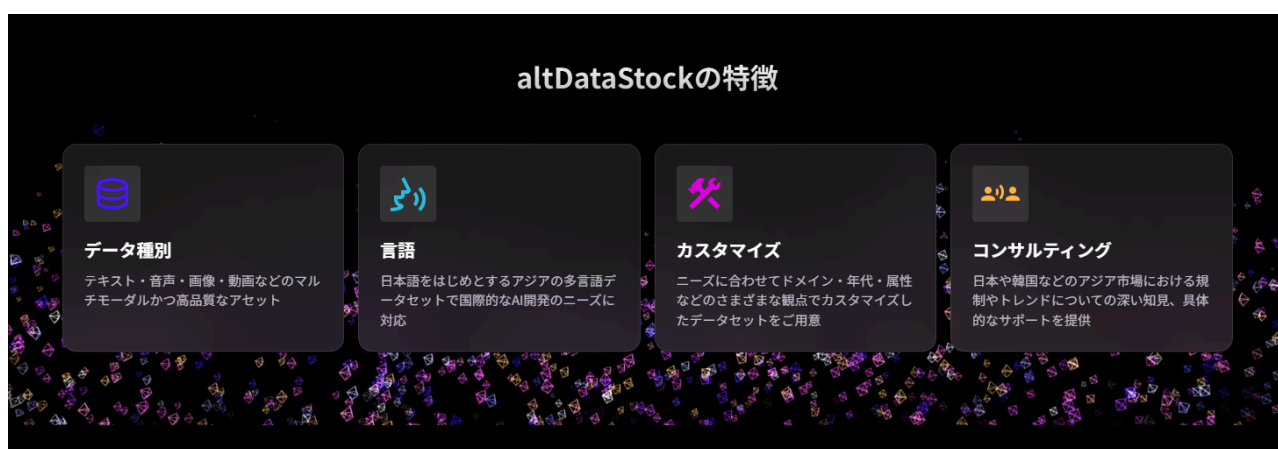 altDataStockの特徴
データ種別
テキスト・音声・画像・動画などのマル
チモーダルかつ高品質なアセット
言語
日本語をはじめとするアジアの多言語デ
ータセットで国際的なAI開発のニーズに
対応
カスタマイズ
ニーズに合わせてドメイン・年代・属性
などのさまざまな観点でカスタマイズし
たデータセットをご用意
コンサルティング
日本や韓国などのアジア市場における規
制やトレンドについての深い知見、具体
的なサポートを提供